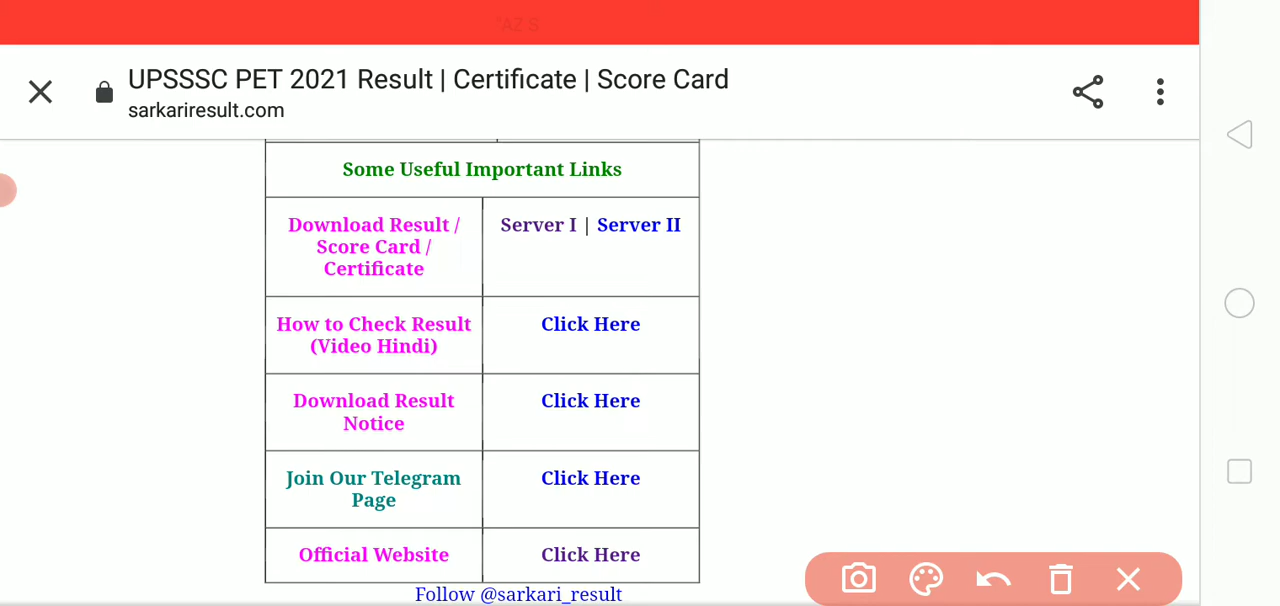 UPSSSC PET 2021 Result | Certificate | Score Card
sarkariresult.com
Some Useful Important Links
Download Result /
Score Card /
Certificate
Server I | Server II
How to Check Result
(Video Hindi)
Click Here
Download Result
Notice
Click Here
Join Our Telegram
Page
Click Here
Official Website
Click Here
Follow @sarkari_result